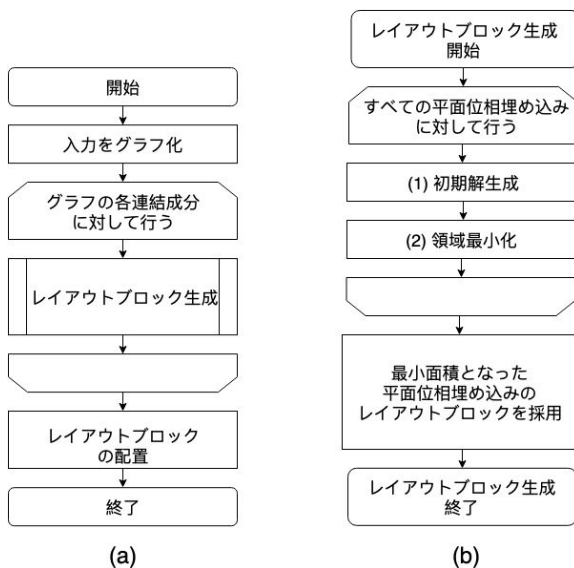 開始
入力をグラフ化
グラフの各連結成分
に対して行う
レイアウトブロック生成
レイアウトブロック
の配置
終了
(a)
レイアウトブロック生成
開始
すべての平面位相埋め込み
に対して行う
(1) 初期解生成
(2) 領域最小化
最小面積となった
平面位相埋め込みの
レイアウトブロックを採用
レイアウトブロック生成
終了
(b)